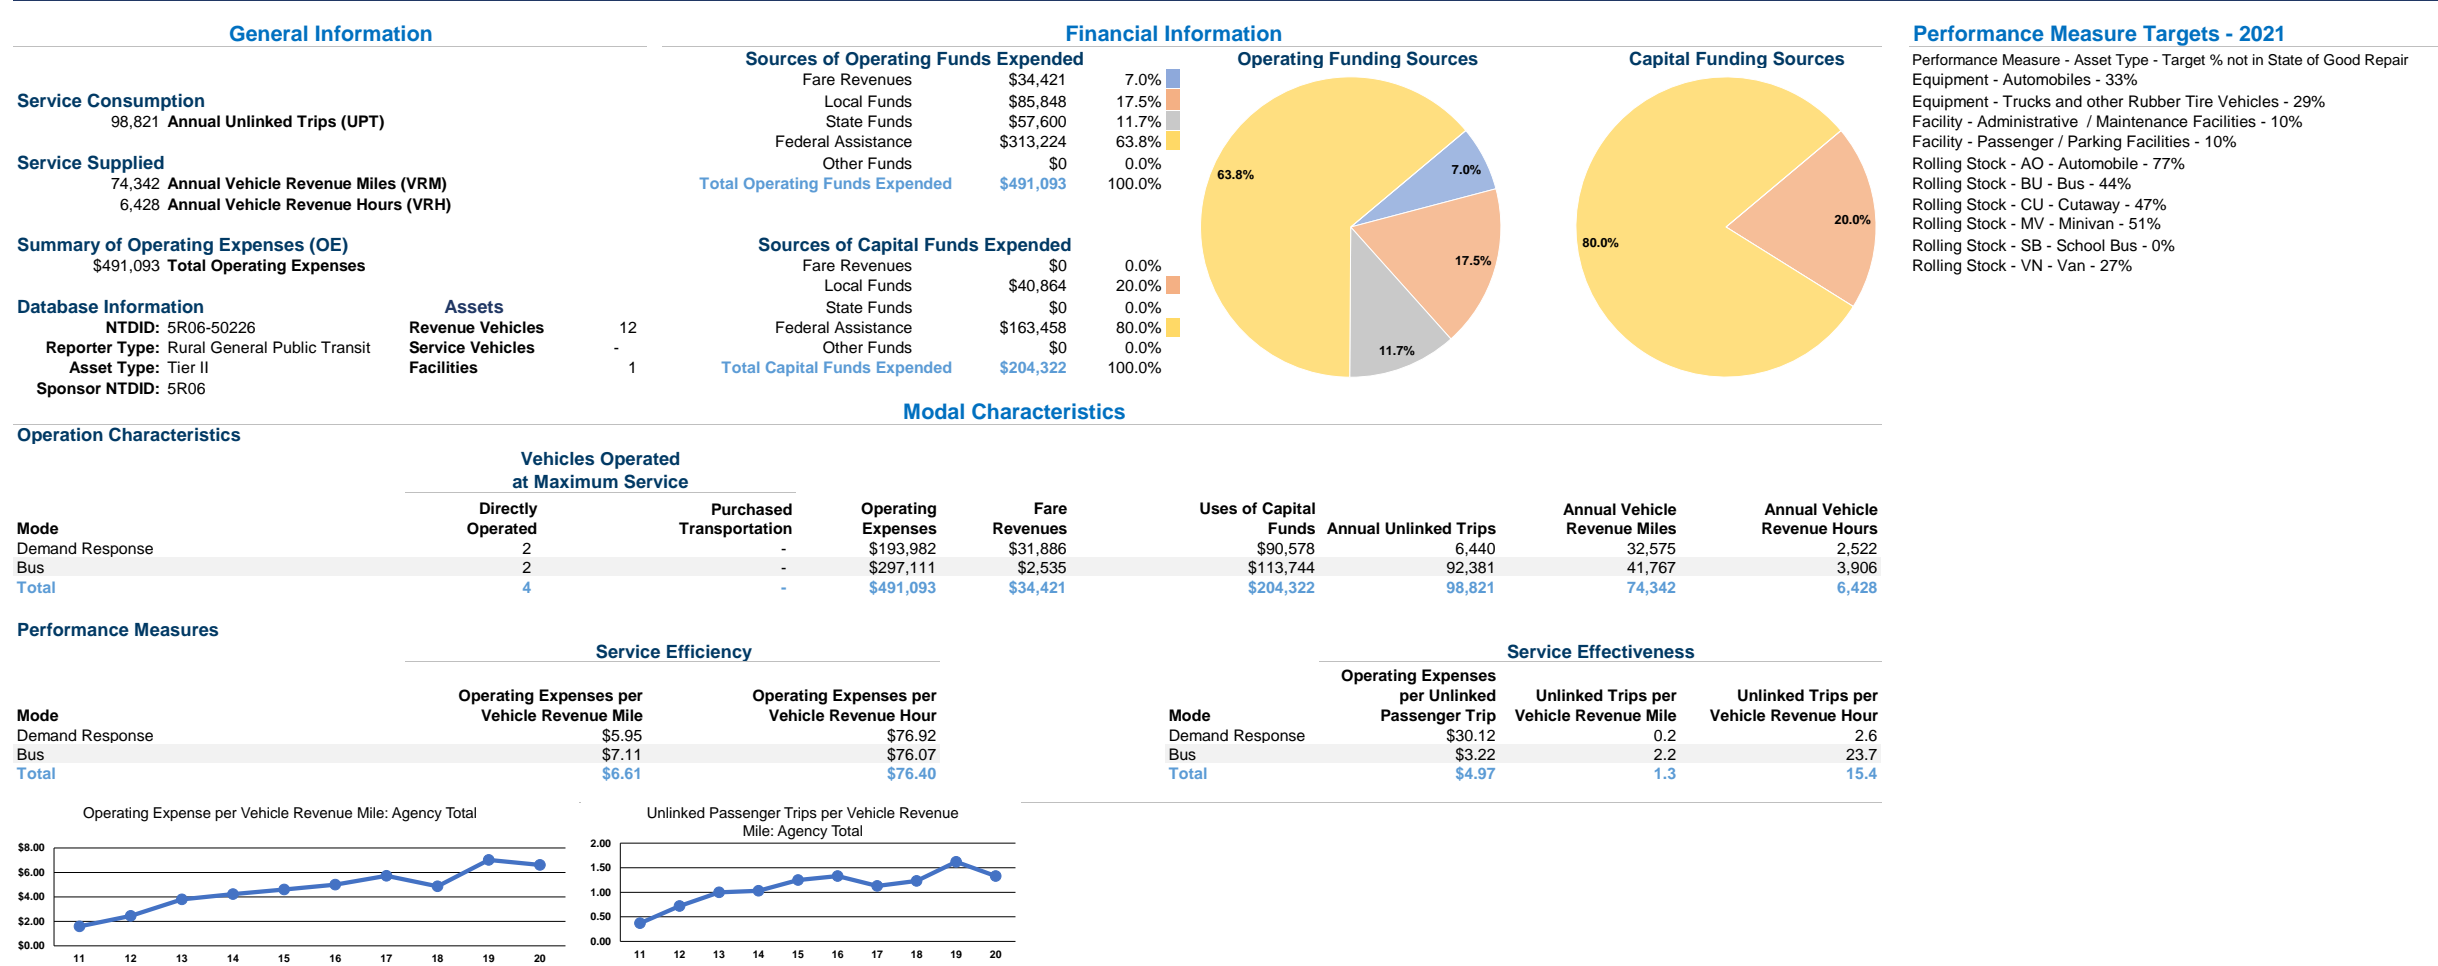 General Information
Service Consumption
98,821 Annual Unlinked Trips (UPT)
Service Supplied
74,342 Annual Vehicle Revenue Miles (VRM)
6,428 Annual Vehicle Revenue Hours (VRH)
Summary of Operating Expenses (OE)
$491,093 Total Operating Expenses
Database Information
NTDID: 5R06-50226
Reporter Type: Rural General Public Transit
Asset Type: Tier II
Sponsor NTDID: 5R06
Assets
Revenue Vehicles 12
Service Vehicles -
Facilities 1
Financial Information
Sources of Operating Funds Expended
Fare Revenues $34,421 7.0%
Local Funds $85,848 17.5%
State Funds $57,600 11.7%
Federal Assistance $313,224 63.8%
Other Funds $0 0.0%
Total Operating Funds Expended $491,093 100.0%
Sources of Capital Funds Expended
Fare Revenues $0 0.0%
Local Funds $40,864 20.0%
State Funds $0 0.0%
Federal Assistance $163,458 80.0%
Other Funds $0 0.0%
Total Capital Funds Expended $204,322 100.0%
Operating Funding Sources
63.8%
7.0%
17.5%
11.7%
Capital Funding Sources
80.0%
20.0%
Performance Measure Targets - 2021
Performance Measure - Asset Type - Target % not in State of Good Repair
Equipment - Automobiles - 33%
Equipment - Trucks and other Rubber Tire Vehicles - 29%
Facility - Administrative / Maintenance Facilities - 10%
Facility - Passenger / Parking Facilities - 10%
Rolling Stock - AO - Automobile - 77%
Rolling Stock - BU - Bus - 44%
Rolling Stock - CU - Cutaway - 47%
Rolling Stock - MV - Minivan - 51%
Rolling Stock - SB - School Bus - 0%
Rolling Stock - VN - Van - 27%
Modal Characteristics
Operation Characteristics
Vehicles Operated
at Maximum Service
Directly Purchased Operating Fare Uses of Capital Annual Vehicle Annual Vehicle
Mode Operated Transportation Expenses Revenues Funds Annual Unlinked Trips Revenue Miles Revenue Hours
Demand Response 2 - $193,982 $31,886 $90,578 6,440 32,575 2,522
Bus 2 - $297,111 $2,535 $113,744 92,381 41,767 3,906
Total 4 - $491,093 $34,421 $204,322 98,821 74,342 6,428
Performance Measures
Service Efficiency
Operating Expenses per Operating Expenses per
Mode Vehicle Revenue Mile Vehicle Revenue Hour
Demand Response $5.95 $76.92
Bus $7.11 $76.07
Total $6.61 $76.40
Service Effectiveness
Operating Expenses
per Unlinked Unlinked Trips per Unlinked Trips per
Mode Passenger Trip Vehicle Revenue Mile Vehicle Revenue Hour
Demand Response $30.12 0.2 2.6
Bus $3.22 2.2 23.7
Total $4.97 1.3 15.4
Operating Expense per Vehicle Revenue Mile: Agency Total
$8.00
$6.00
$4.00
$2.00
$0.00
11 12 13 14 15 16 17 18 19 20
Unlinked Passenger Trips per Vehicle Revenue
Mile: Agency Total
2.00
1.50
1.00
0.50
0.00
11 12 13 14 15 16 17 18 19 20